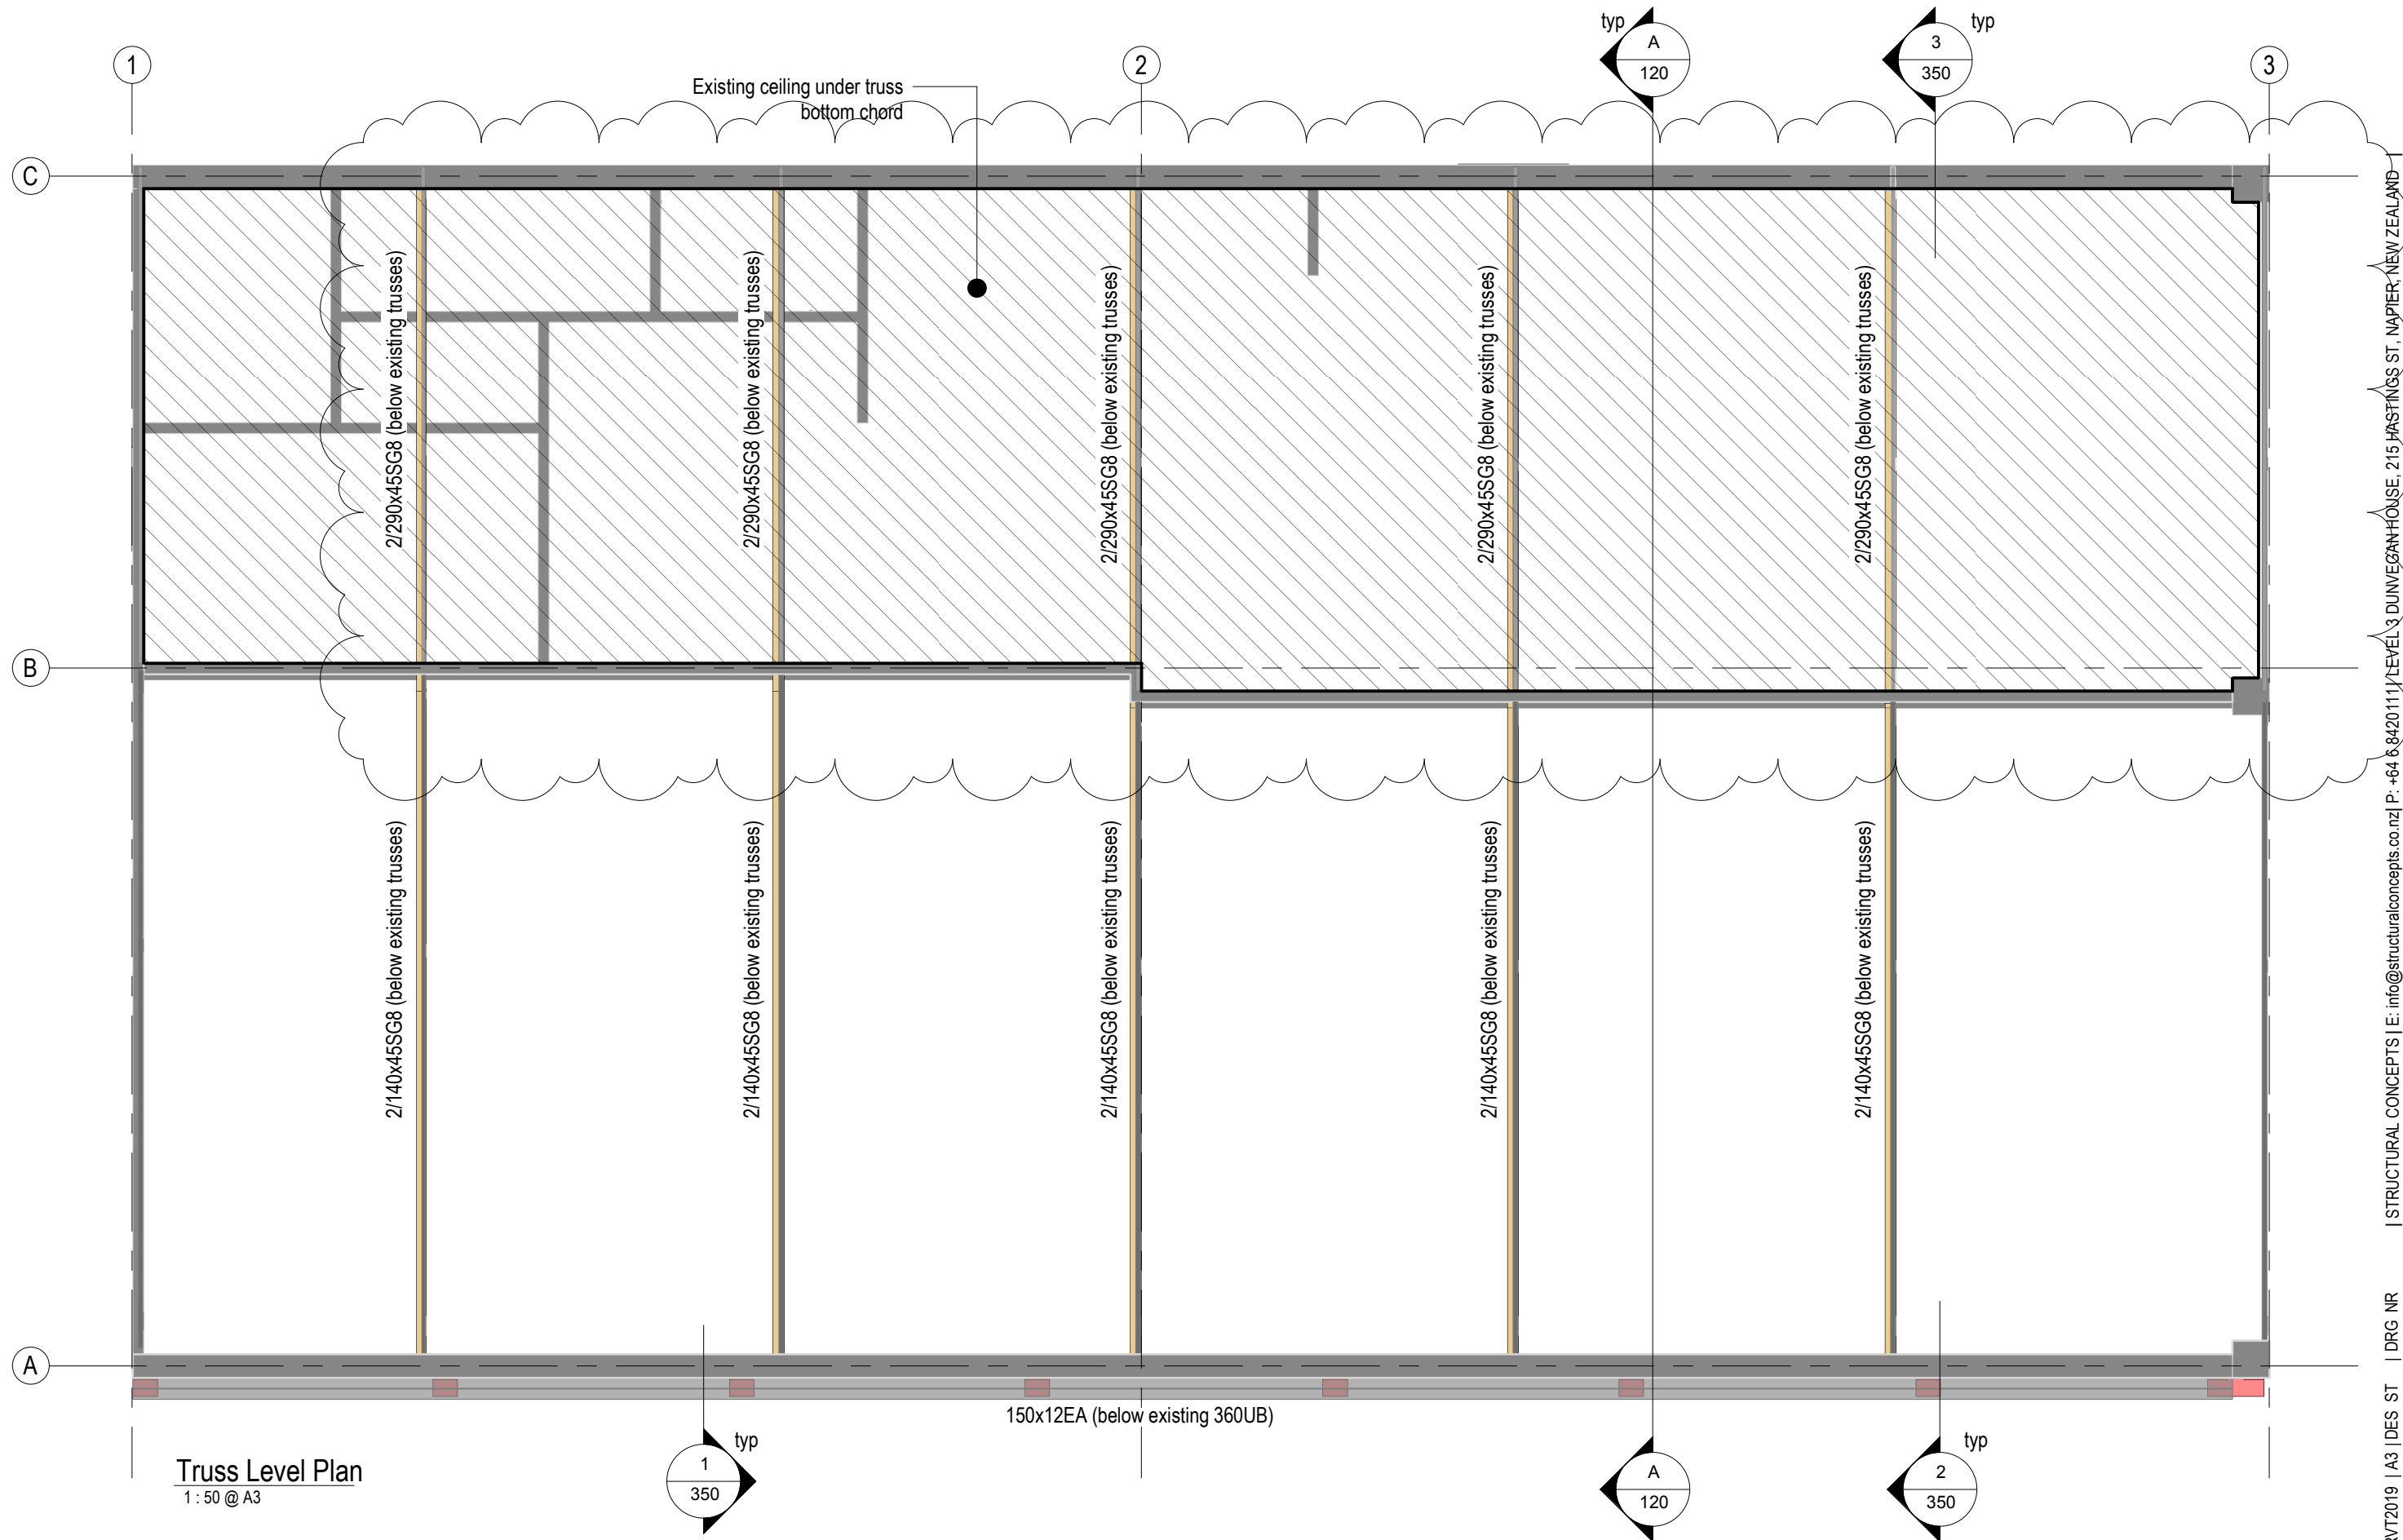 typ
A
120
3
350
typ
1
2
3
Existing ceiling under truss
bottom chord
C
2/290x45SG8 (below existing trusses)
2/290x45SG8 (below existing trusses)
2/290x45SG8 (below existing trusses)
2/290x45SG8 (below existing trusses)
2/290x45SG8 (below existing trusses)
B
2/140x45SG8 (below existing trusses)
2/140x45SG8 (below existing trusses)
2/140x45SG8 (below existing trusses)
2/140x45SG8 (below existing trusses)
2/140x45SG8 (below existing trusses)
A
150x12EA (below existing 360UB)
Truss Level Plan
1 : 50 @ A3
1
350
typ
A
120
2
350
typ
RVT2019 | A3 | DES ST | DRG NR | STRUCTURAL CONCEPTS | E: info@structuralconcepts.co.nz| P: +64 6 8420111| LEVEL 3 DUNVEGAN HOUSE, 215 HASTINGS ST, NAPIER, NEW ZEALAND |